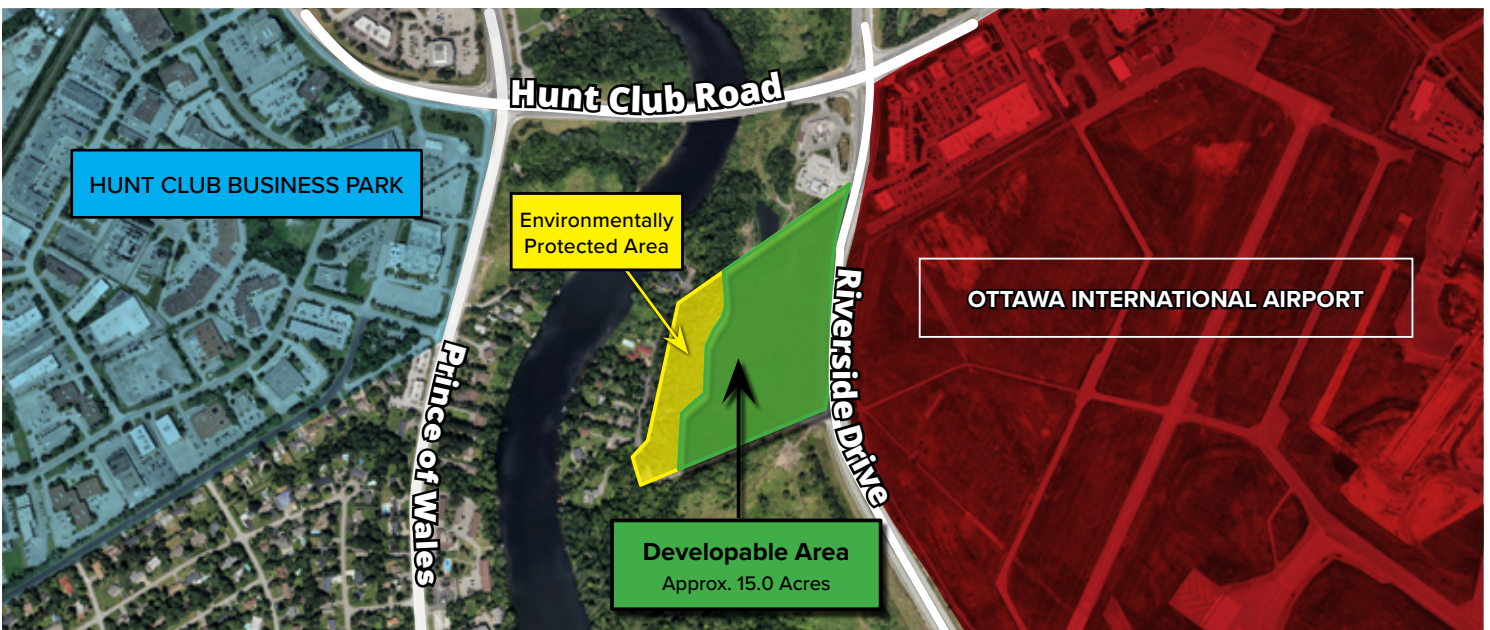 Hunt Club Road
HUNT CLUB BUSINESS PARK
Environmentally
Protected Area
OTTAWA INTERNATIONAL AIRPORT
Riverside Drive
Prince of Wales
Developable Area
Approx. 15.0 Acres